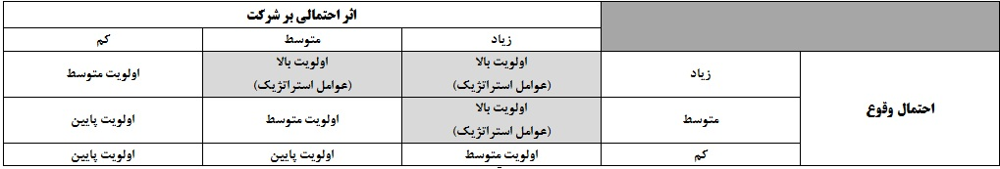 اثر احتمالی بر شرکت
زیاد
متوسط
کم
احتمال وقوع
زیاد
اولویت بالا
(عوامل استراتژیک)
اولویت بالا
(عوامل استراتژیک)
اولویت متوسط
متوسط
اولویت بالا
(عوامل استراتژیک)
اولویت متوسط
اولویت پایین
کم
اولویت متوسط
اولویت پایین
اولویت پایین